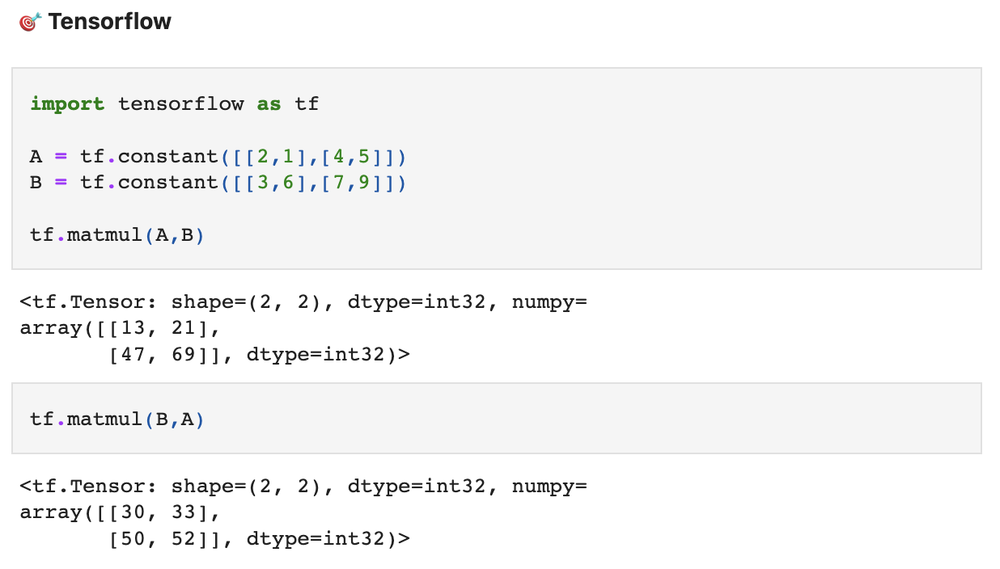 🎯 Tensorflow
import tensorflow as tf
A = tf.constant([[2,1],[4,5]])
B = tf.constant([[3,6],[7,9]])
tf.matmul(A,B)
<tf.Tensor: shape=(2, 2), dtype=int32, numpy=
array([[13, 21],
       [47, 69]], dtype=int32)>
tf.matmul(B,A)
<tf.Tensor: shape=(2, 2), dtype=int32, numpy=
array([[30, 33],
       [50, 52]], dtype=int32)>